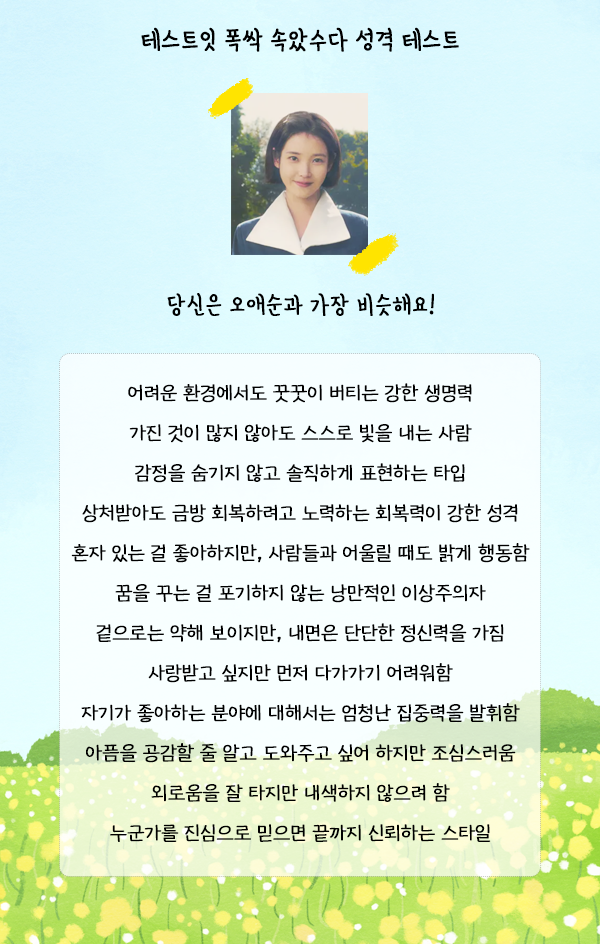 테스트잇 폭싹 속았수다 성격 테스트
당신은 오애순과 가장 비슷해요!
어려운 환경에서도 꿋꿋이 버티는 강한 생명력
가진 것이 많지 않아도 스스로 빛을 내는 사람
감정을 숨기지 않고 솔직하게 표현하는 타입
상처받아도 금방 회복하려고 노력하는 회복력이 강한 성격
혼자 있는 걸 좋아하지만, 사람들과 어울릴 때도 밝게 행동함
꿈을 꾸는 걸 포기하지 않는 낭만적인 이상주의자
겉으로는 약해 보이지만, 내면은 단단한 정신력을 가짐
사랑받고 싶지만 먼저 다가가기 어려워함
자기가 좋아하는 분야에 대해서는 엄청난 집중력을 발휘함
아픔을 공감할 줄 알고 도와주고 싶어 하지만 조심스러움
외로움을 잘 타지만 내색하지 않으려 함
누군가를 진심으로 믿으면 끝까지 신뢰하는 스타일